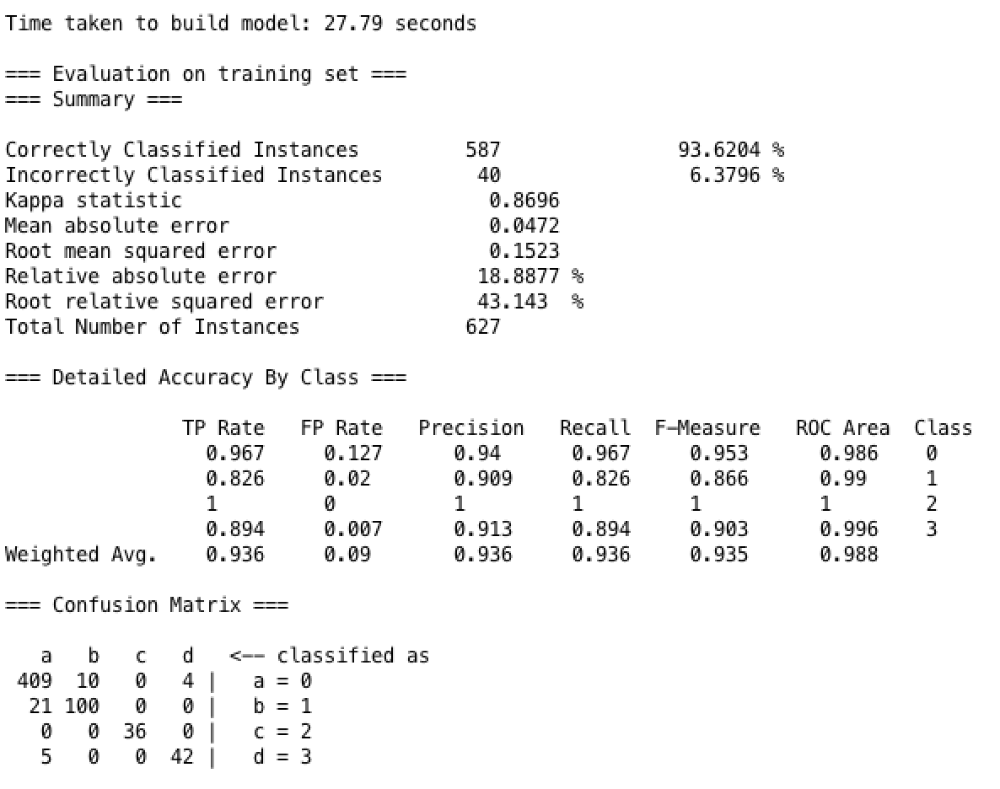 Time taken to build model: 27.79 seconds
=== Evaluation on training set ===
=== Summary ===
Correctly Classified Instances         587               93.6204 %
Incorrectly Classified Instances        40                6.3796 %
Kappa statistic                          0.8696
Mean absolute error                      0.0472
Root mean squared error                  0.1523
Relative absolute error                 18.8877 %
Root relative squared error             43.143  %
Total Number of Instances              627
=== Detailed Accuracy By Class ===
               TP Rate   FP Rate   Precision   Recall  F-Measure   ROC Area  Class
                 0.967     0.127      0.94      0.967     0.953      0.986    0
                 0.826     0.02       0.909     0.826     0.866      0.99     1
                 1         0          1         1         1          1        2
                 0.894     0.007      0.913     0.894     0.903      0.996    3
Weighted Avg.    0.936     0.09       0.936     0.936     0.935      0.988
=== Confusion Matrix ===
   a   b   c   d   <-- classified as
 409  10   0   4 |   a = 0
  21 100   0   0 |   b = 1
   0   0  36   0 |   c = 2
   5   0   0  42 |   d = 3